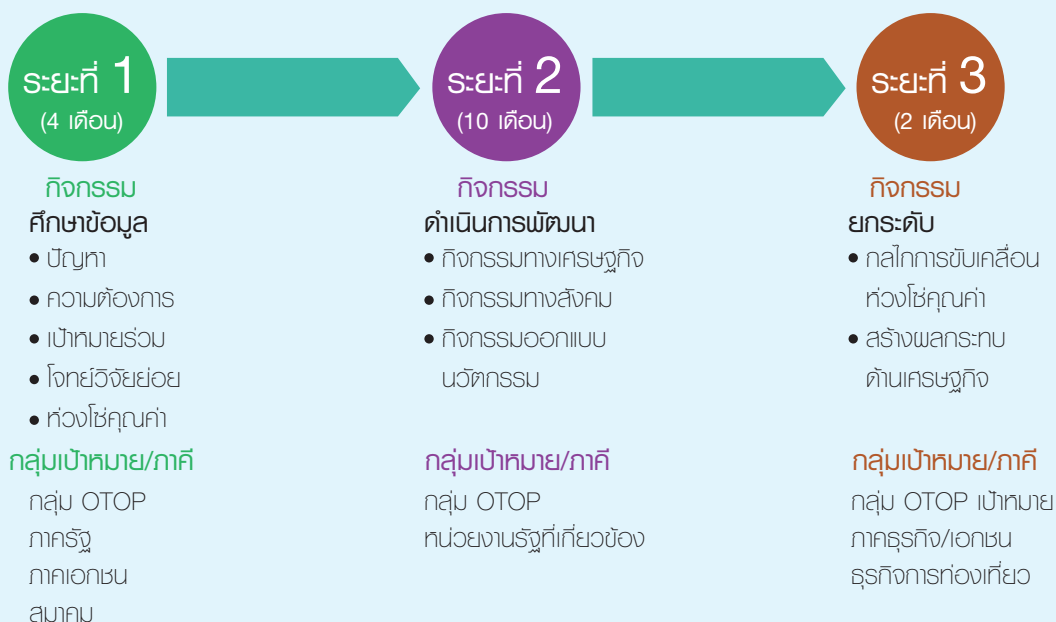 ระยะที่ 1
(4 เดือน)
กิจกรรม
ศึกษาข้อมูล
• ปัญหา
• ความต้องการ
• เป้าหมายร่วม
• โจทย์วิจัยย่อย
• ห่วงโซ่คุณค่า
กลุ่มเป้าหมาย/ภาคี
กลุ่ม OTOP
ภาครัฐ
ภาคเอกชน
สมาคม
ระยะที่ 2
(10 เดือน)
กิจกรรม
ดำเนินการพัฒนา
• กิจกรรมทางเศรษฐกิจ
• กิจกรรมทางสังคม
• กิจกรรมออกแบบ
นวัตกรรม
กลุ่มเป้าหมาย/ภาคี
กลุ่ม OTOP
หน่วยงานรัฐที่เกี่ยวข้อง
ระยะที่ 3
(2 เดือน)
กิจกรรม
ยกระดับ
• กลไกการขับเคลื่อน
ห่วงโซ่คุณค่า
• สร้างผลกระทบ
ด้านเศรษฐกิจ
กลุ่มเป้าหมาย/ภาคี
กลุ่ม OTOP เป้าหมาย
ภาคธุรกิจ/เอกชน
ธุรกิจการท่องเที่ยว